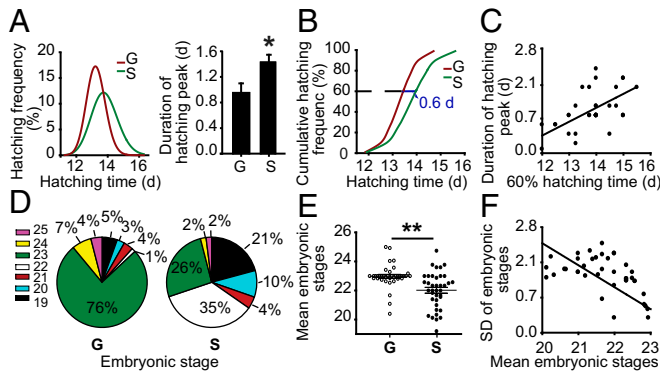 A
Hatching frequency (%)
20
15
10
5
0
G
S
12 14 16
Hatching time (d)
Duration of hatching peak (d)
1.6
1.2
0.8
0.4
0.0
*
G S
B
Cumulative hatching frequenc (%)
100
80
60
40
20
0
G
S
0.6 d
12 13 14 15 16
Hatching time (d)
C
Duration of hatching peak (d)
2.8
2.1
1.4
0.7
0.0
12 13 14 15 16
60% hatching time (d)
D
25
24
23
22
21
20
19
7% 4% 5% 3% 4% 1%
76%
G
2% 2% 21% 10% 4% 35% 26%
S
Embryonic stage
E
Mean embryonic stages
26
24
22
20
**
G S
F
SD of embryonic stages
2.8
2.1
1.7
0.7
0.0
20 21 22 23
Mean embryonic stages